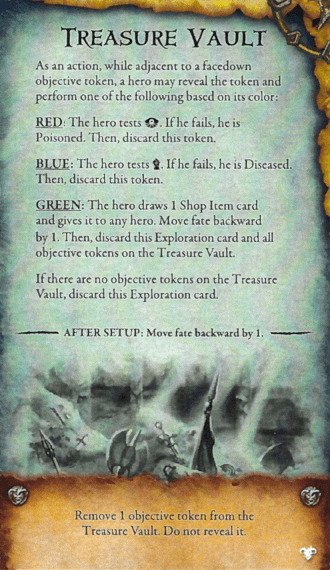 TREASURE VAULT
As an action, while adjacent to a facedown
objective token, a hero may reveal the token and
perform one of the following based on its color:
RED: The hero tests . If he fails, he is
Poisoned. Then, discard this token.
BLUE: The hero tests . If he fails, he is Diseased.
Then, discard this token.
GREEN: The hero draws 1 Shop Item card
and gives it to any hero. Move fate backward
by 1. Then, discard this Exploration card and all
objective tokens on the Treasure Vault.
If there are no objective tokens on the Treasure
Vault, discard this Exploration card.
AFTER SETUP: Move fate backward by 1.
Remove 1 objective token from the
Treasure Vault. Do not reveal it.